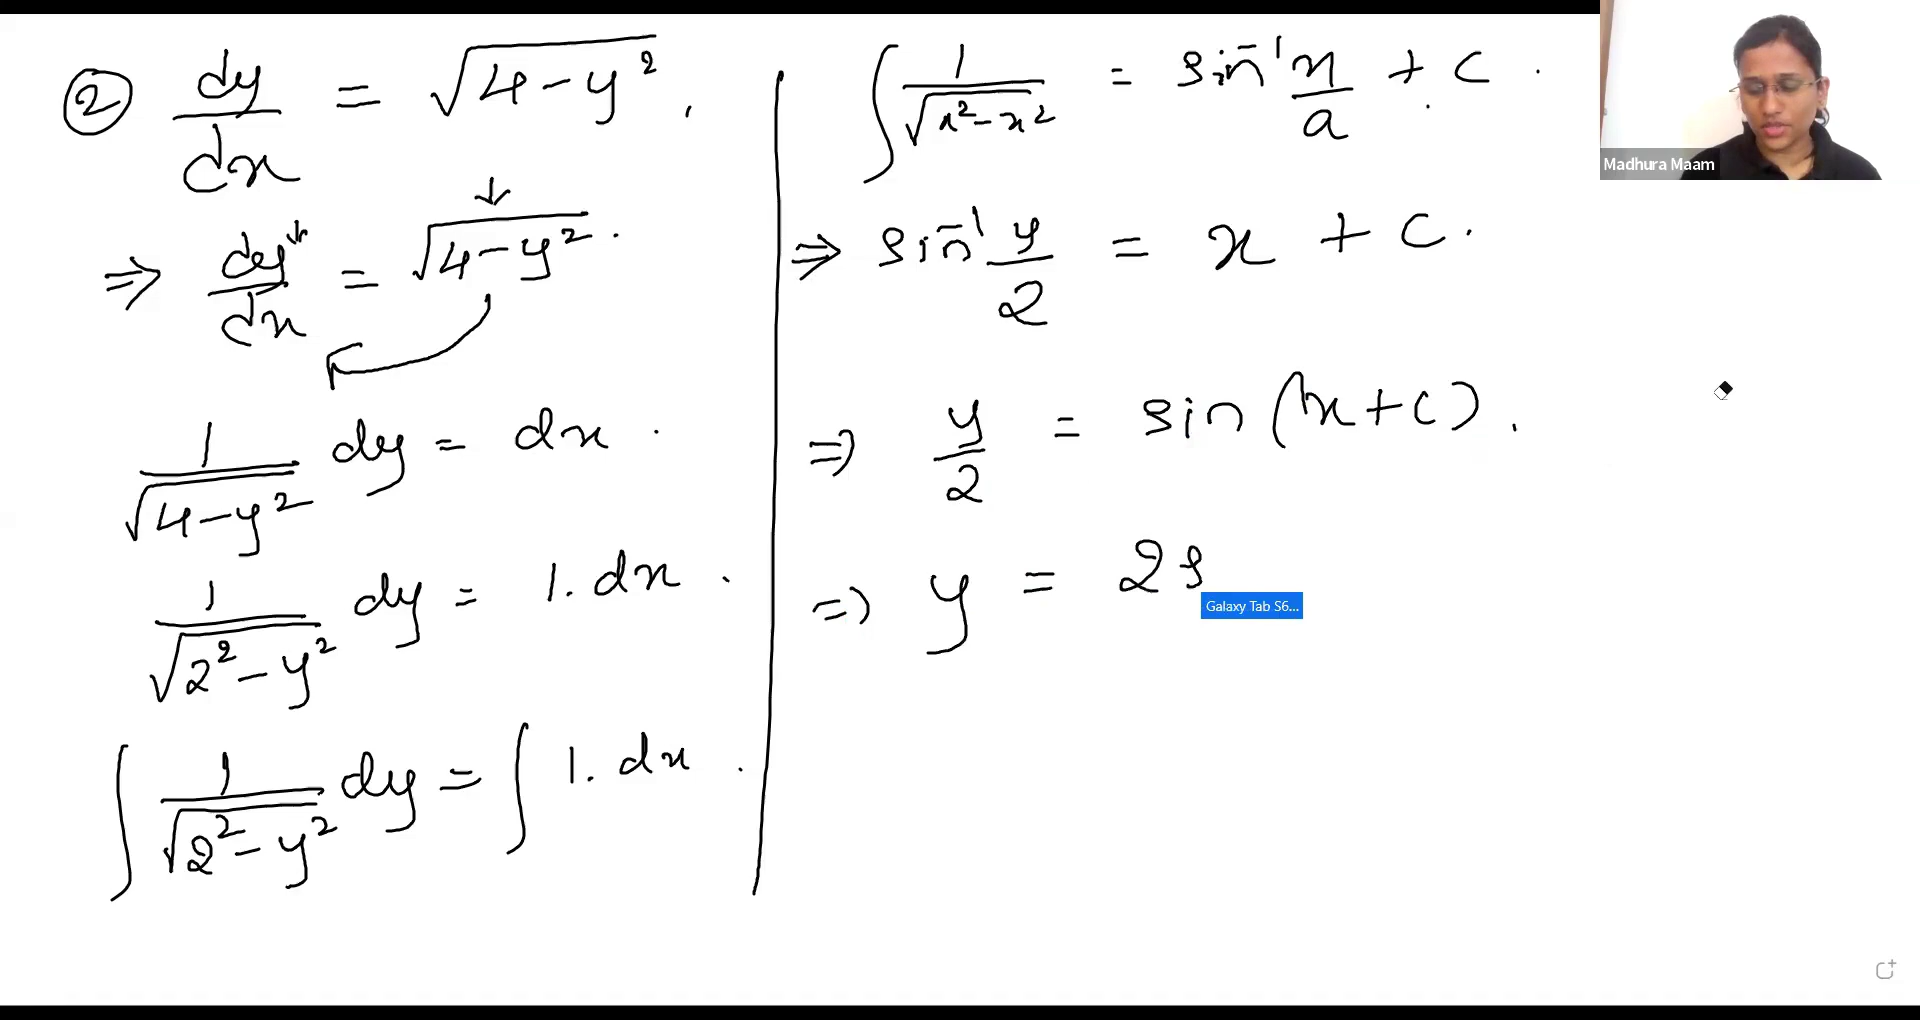 ② dy/dx = √(4-y²),
⇒ dy/dx = √(4-y²).
1/√(4-y²) dy = dx.
1/√(2²-y²) dy = 1.dx.
∫ 1/√(2²-y²) dy = ∫ 1.dx.
∫ 1/√(x²-x²) = sin⁻¹ x/a + c.
⇒ sin⁻¹ y/2 = x + c.
⇒ y/2 = sin(x+c).
⇒ y = 2s
Galaxy Tab S6...
Madhura Maam